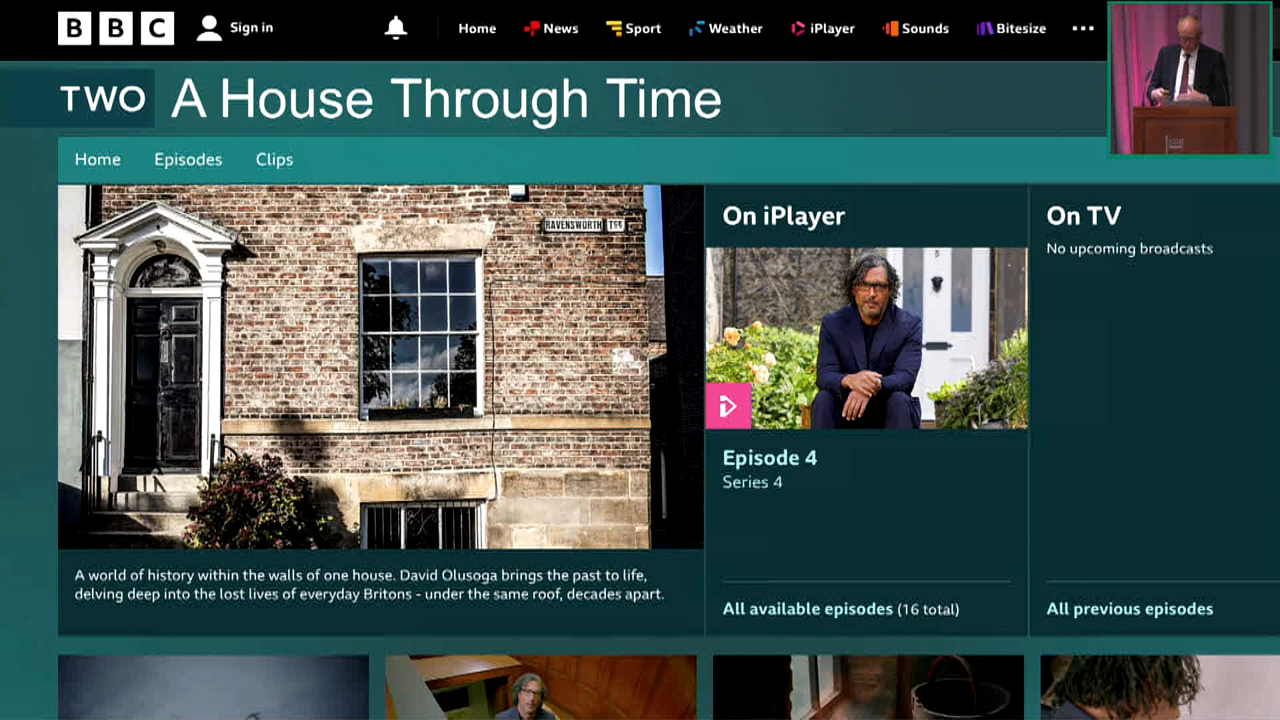 BBC
Sign in
Home
News
Sport
Weather
iPlayer
Sounds
Bitesize
TWO
A House Through Time
Home
Episodes
Clips
RAVENSWORTH TCE
On iPlayer
Episode 4
Series 4
All available episodes (16 total)
On TV
No upcoming broadcasts
All previous episodes
A world of history within the walls of one house. David Olusoga brings the past to life,
delving deep into the lost lives of everyday Britons - under the same roof, decades apart.